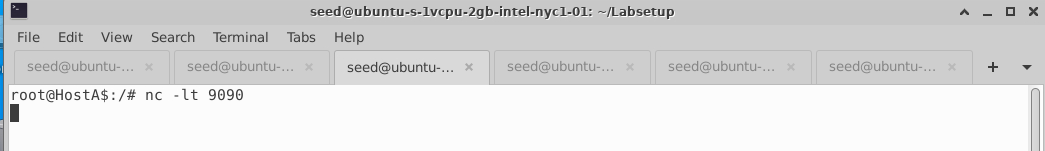 seed@ubuntu-s-1vcpu-2gb-intel-nyc1-01: ~/Labsetup
File Edit View Search Terminal Tabs Help
seed@ubuntu-... × seed@ubuntu-... × seed@ubuntu-... × seed@ubuntu-... × seed@ubuntu-... × seed@ubuntu-... ×
root@HostA$:/# nc -lt 9090